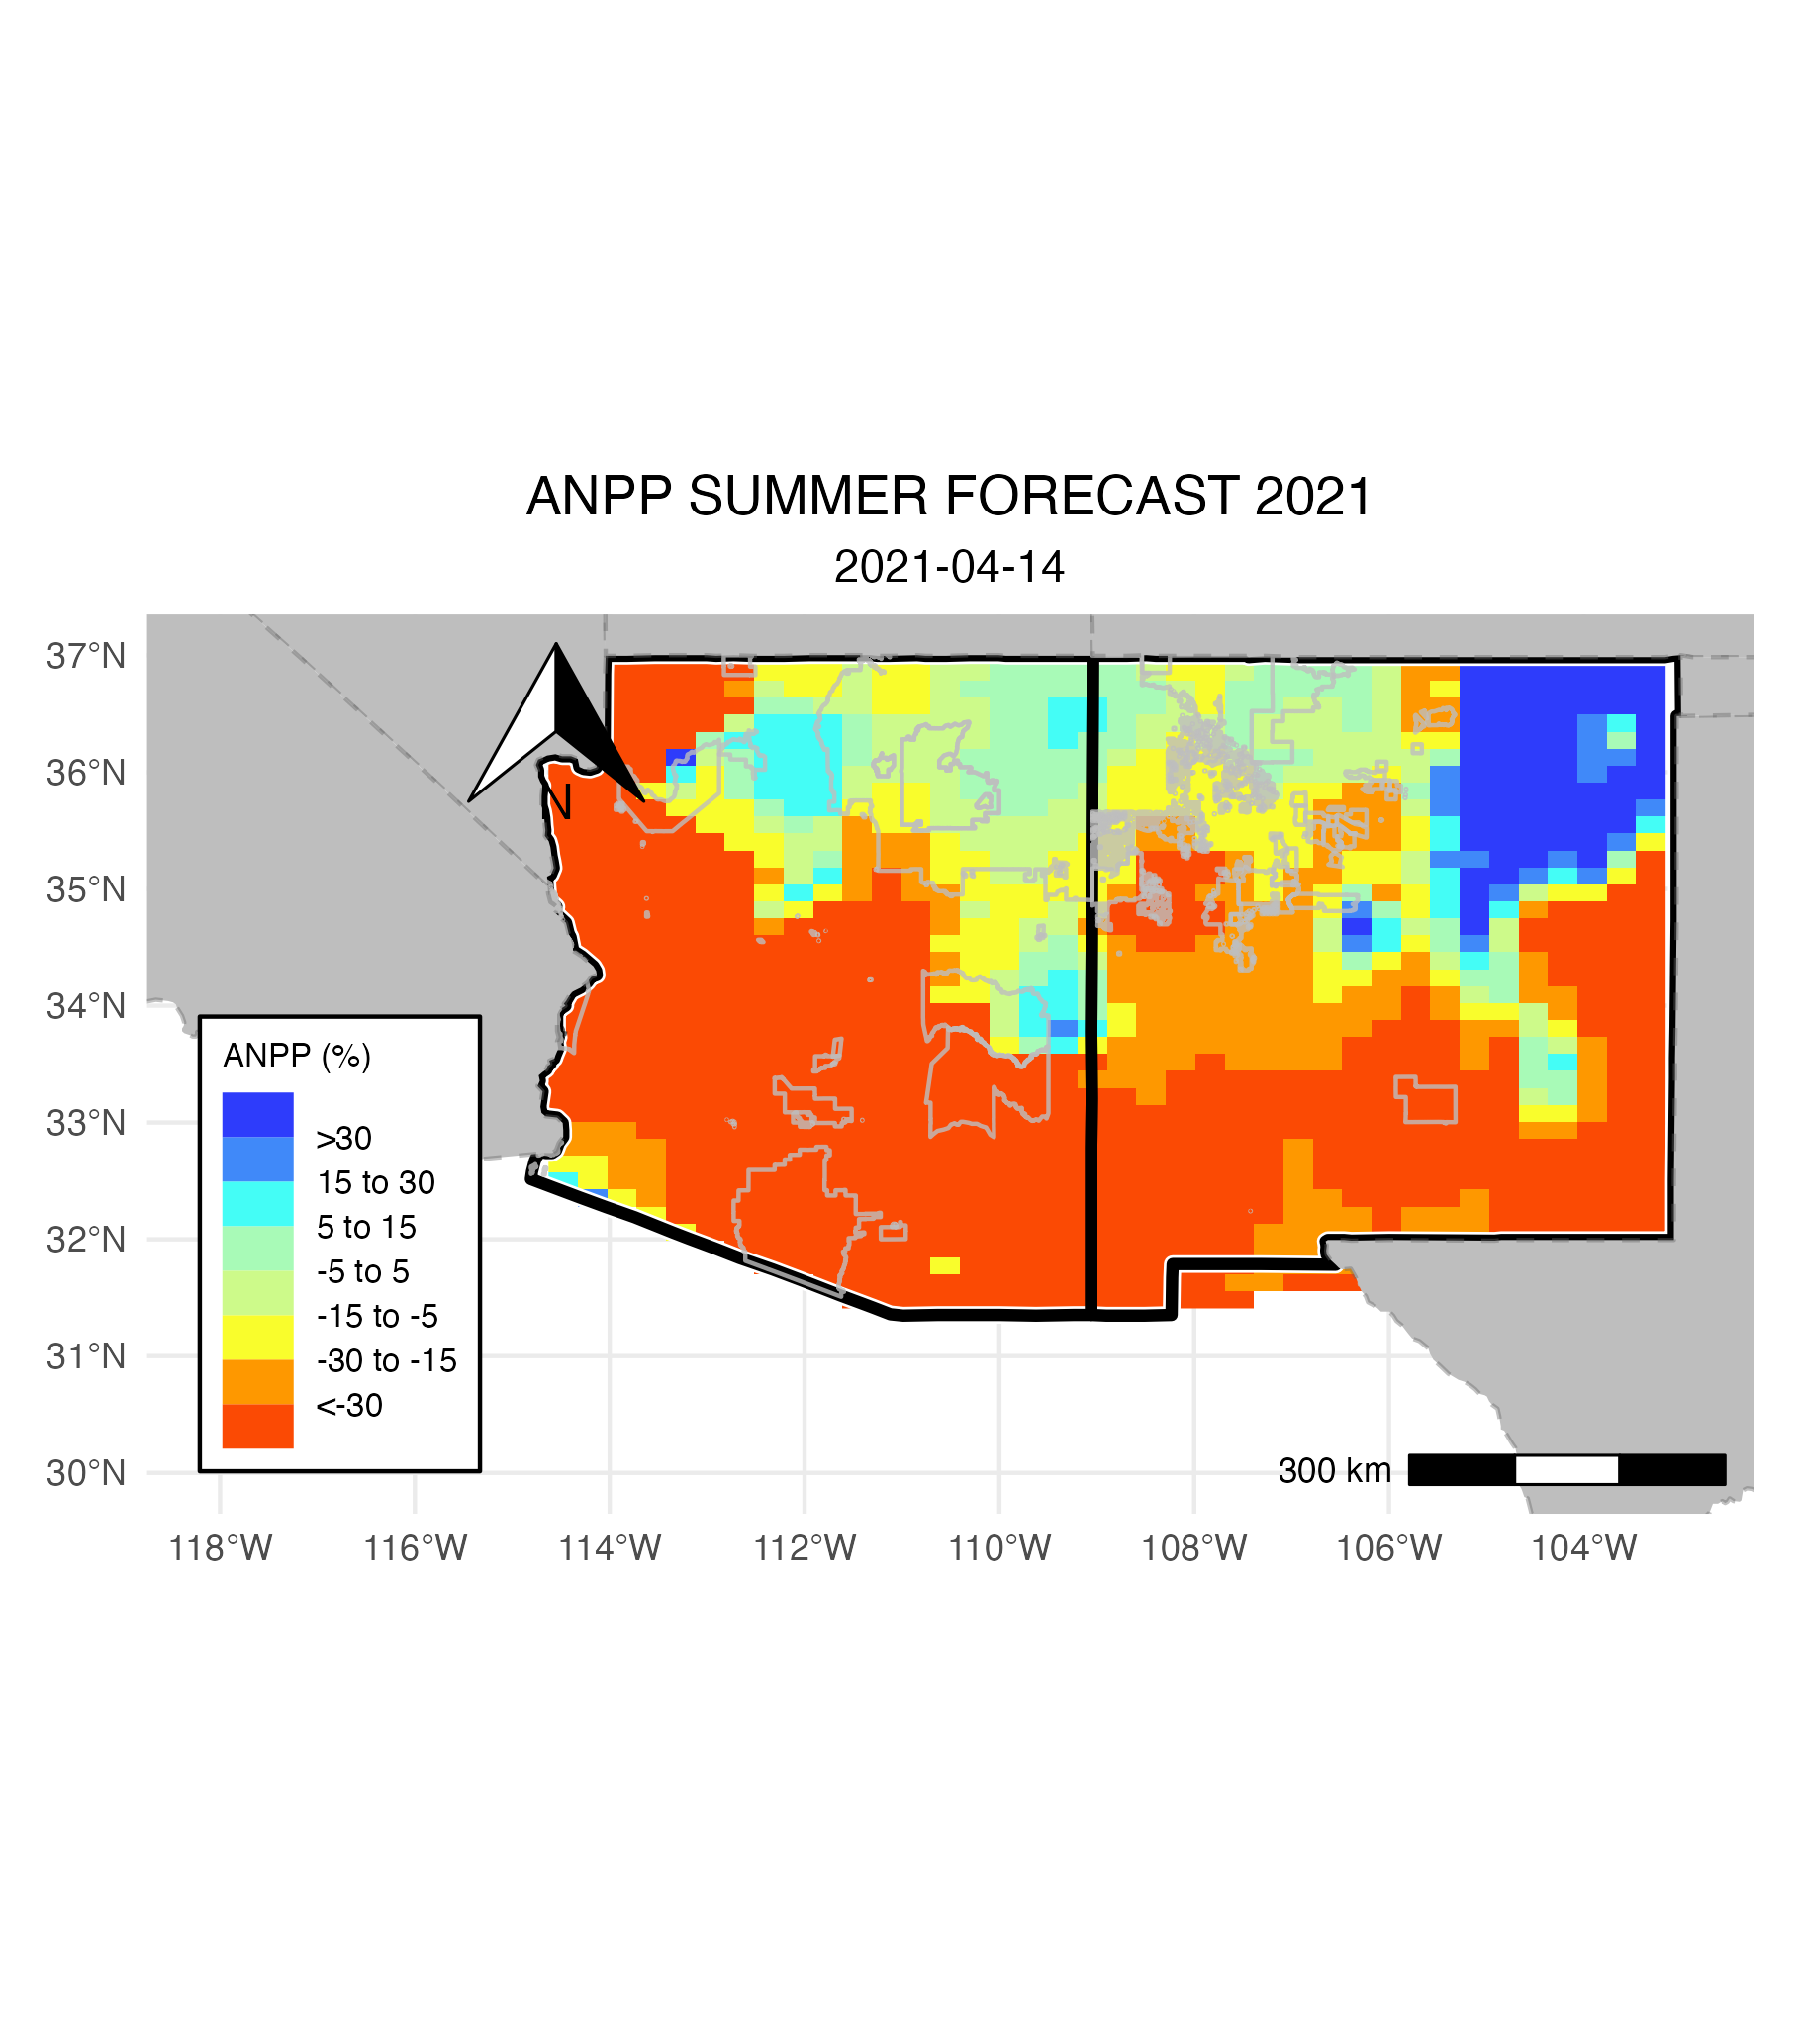 ANPP SUMMER FORECAST 2021
2021-04-14
37°N
36°N
35°N
34°N
33°N
32°N
31°N
30°N
N
ANPP (%)
>30
15 to 30
5 to 15
-5 to 5
-15 to -5
-30 to -15
<-30
300 km
118°W 116°W 114°W 112°W 110°W 108°W 106°W 104°W